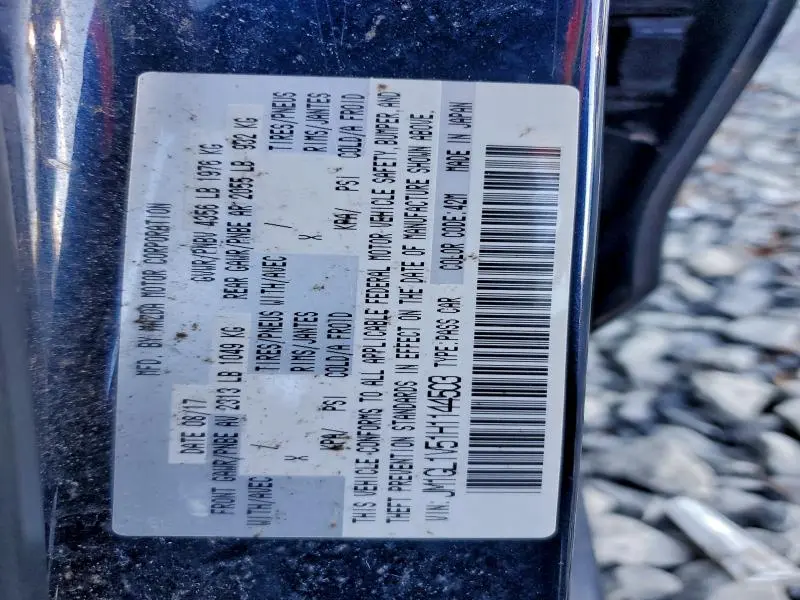 MFD. BY MAZDA MOTOR CORPORATION
DATE 08/17 GVWR/PNBV 4356 LB 1976 KG
FRONT GAWR/PNBE AV 2313 LB 1049 KG REAR GAWR/PNBE AR 2055 LB 932 KG
WITH/AVEC TIRES/PNEUS WITH/AVEC TIRES/PNEUS
/ X RIMS/JANTES / X RIMS/JANTES
KPA/ PSI COLD/A FROID KPA/ PSI COLD/A FROID
THIS VEHICLE CONFORMS TO ALL APPLICABLE FEDERAL MOTOR VEHICLE SAFETY, BUMPER, AND
THEFT PREVENTION STANDARDS IN EFFECT ON THE DATE OF MANUFACTURE SHOWN ABOVE.
VIN: JM1GL1V51H1144503 TYPE:PASS CAR COLOR CODE:42M MADE IN JAPAN